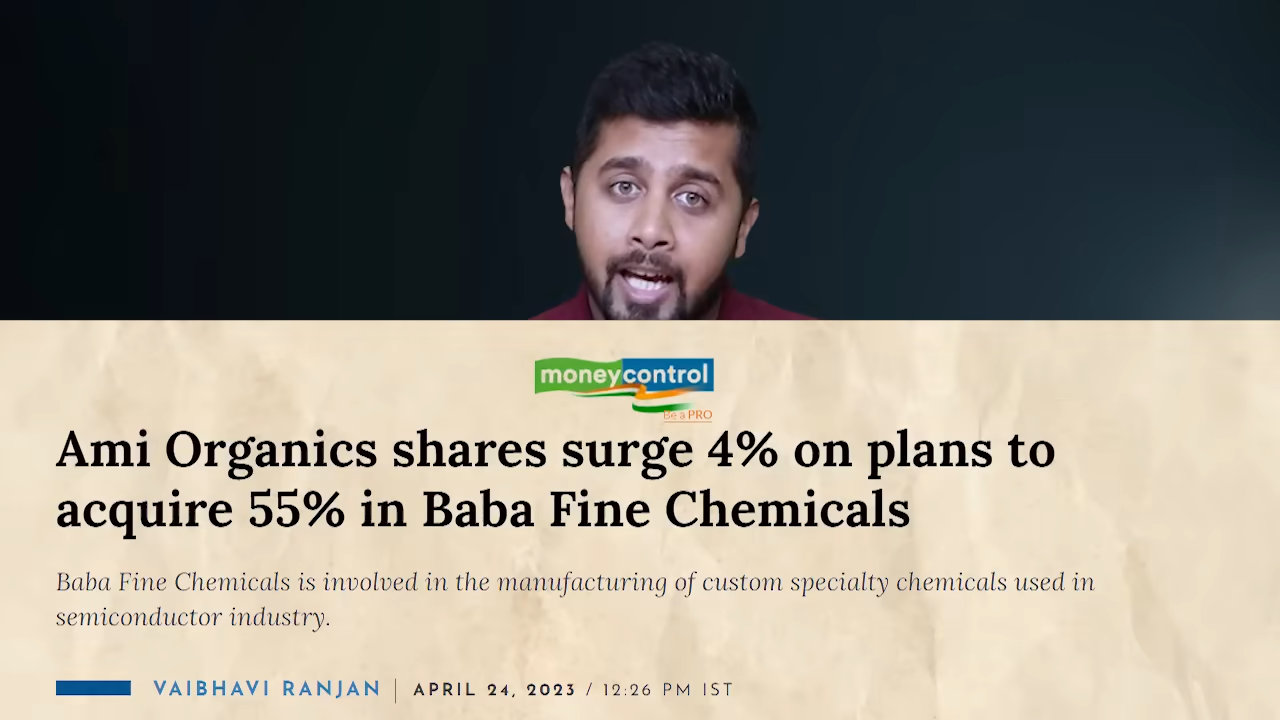 moneycontrol
Be a PRO
Ami Organics shares surge 4% on plans to
acquire 55% in Baba Fine Chemicals
Baba Fine Chemicals is involved in the manufacturing of custom specialty chemicals used in
semiconductor industry.
VAIBHAVI RANJAN | APRIL 24, 2023 / 12:26 PM IST